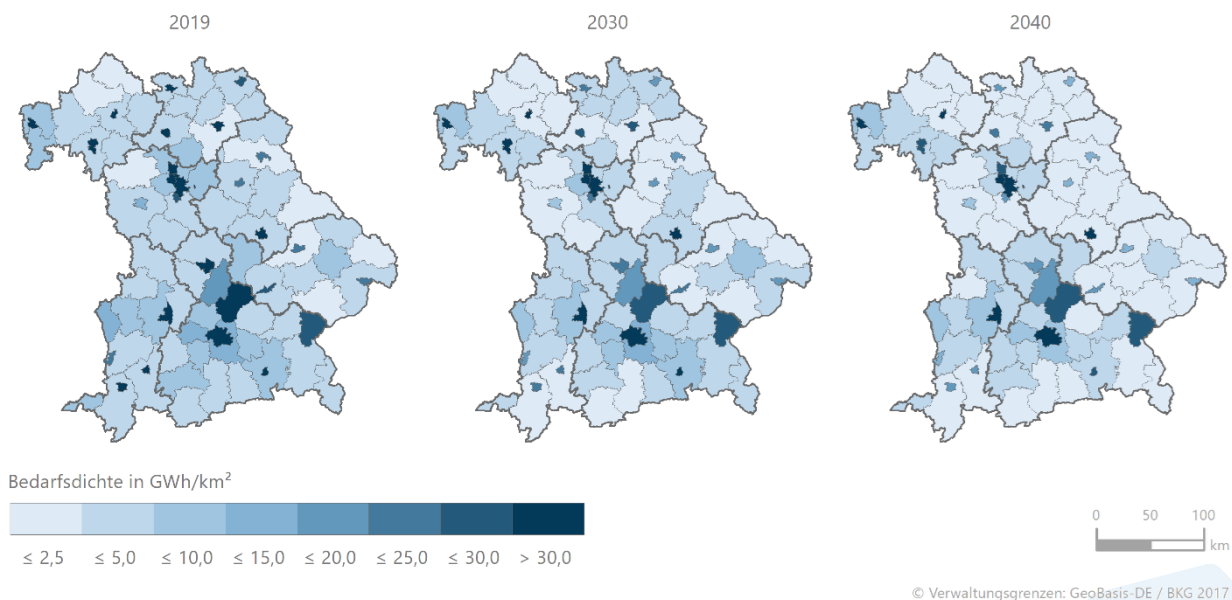 2019 2030 2040
Bedarfsdichte in GWh/km²
≤ 2,5 ≤ 5,0 ≤ 10,0 ≤ 15,0 ≤ 20,0 ≤ 25,0 ≤ 30,0 > 30,0
0 50 100
km
© Verwaltungsgrenzen: GeoBasis-DE / BKG 2017